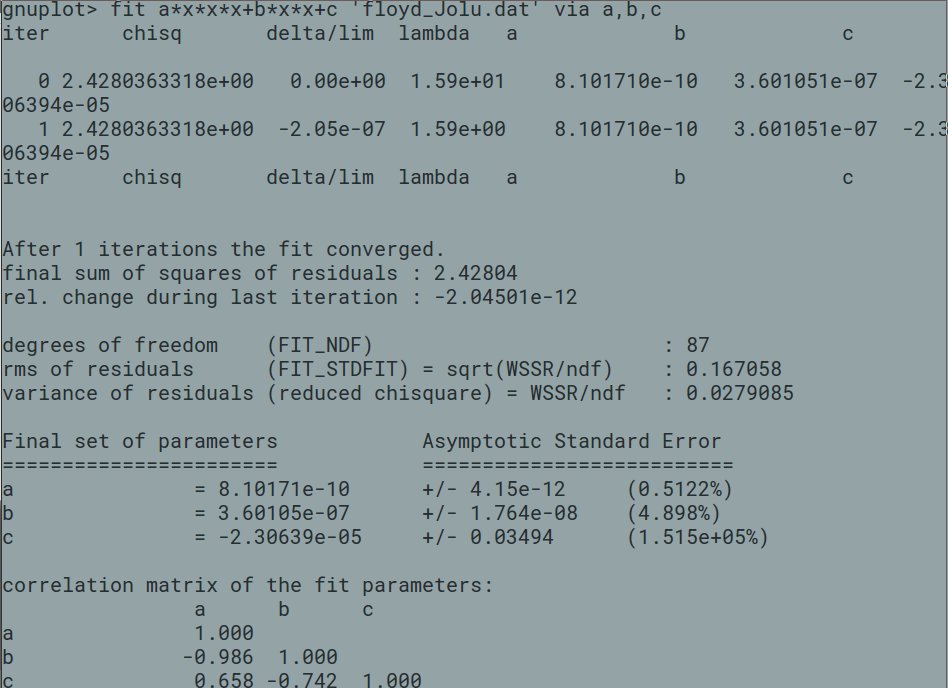 gnuplot> fit a*x*x*x+b*x*x+c 'floyd_Jolu.dat' via a,b,c
iter      chisq       delta/lim  lambda   a             b             c
0 2.4280363318e+00   0.00e+00  1.59e+01    8.101710e-10   3.601051e-07  -2.3
06394e-05
1 2.4280363318e+00  -2.05e-07  1.59e+00    8.101710e-10   3.601051e-07  -2.3
06394e-05
iter      chisq       delta/lim  lambda   a             b             c
After 1 iterations the fit converged.
final sum of squares of residuals : 2.42804
rel. change during last iteration : -2.04501e-12
degrees of freedom    (FIT_NDF)                        : 87
rms of residuals      (FIT_STDFIT) = sqrt(WSSR/ndf)    : 0.167058
variance of residuals (reduced chisquare) = WSSR/ndf   : 0.0279085
Final set of parameters            Asymptotic Standard Error
=======================            ==========================
a               = 8.10171e-10      +/- 4.15e-12     (0.5122%)
b               = 3.60105e-07      +/- 1.764e-08    (4.898%)
c               = -2.30639e-05     +/- 0.03494      (1.515e+05%)
correlation matrix of the fit parameters:
a      b      c
a               1.000
b              -0.986  1.000
c               0.658 -0.742  1.000